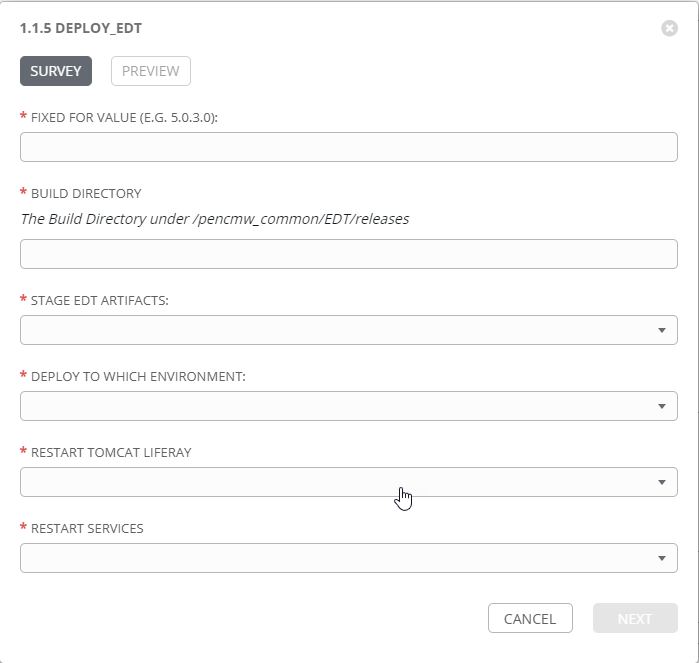 1.1.5 DEPLOY_EDT
SURVEY
PREVIEW
* FIXED FOR VALUE (E.G. 5.0.3.0):
* BUILD DIRECTORY
The Build Directory under /pencmw_common/EDT/releases
* STAGE EDT ARTIFACTS:
* DEPLOY TO WHICH ENVIRONMENT:
* RESTART TOMCAT LIFERAY
* RESTART SERVICES
CANCEL
NEXT